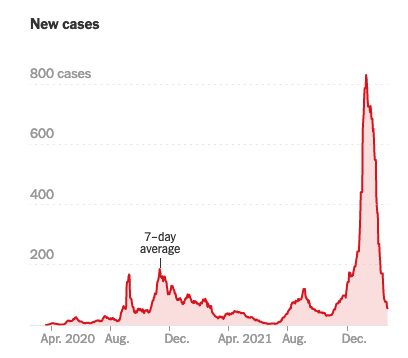 New cases
800 cases
600
400
200
7–day
average
Apr. 2020 Aug. Dec. Apr. 2021 Aug. Dec.